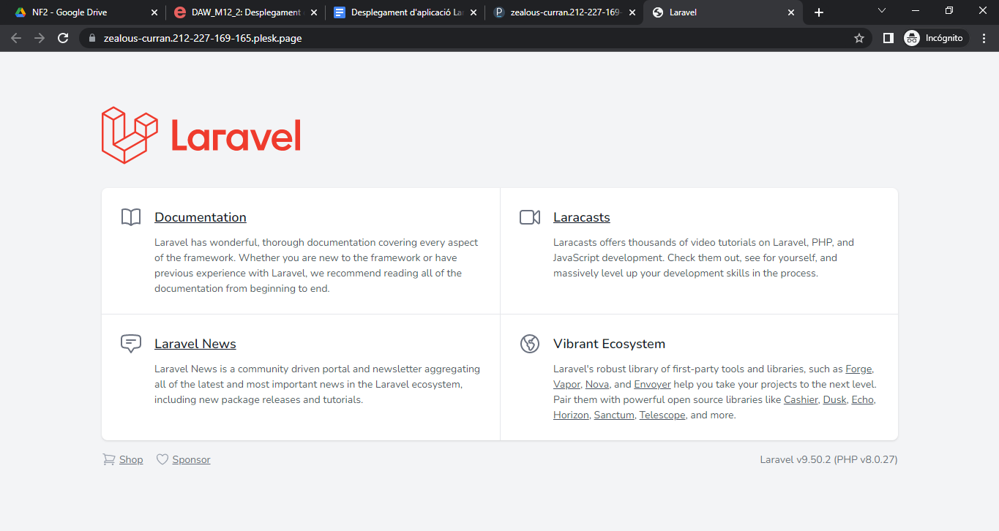 NF2 - Google Drive
DAW_M12_2: Desplegament
Desplegament d'aplicació La
zealous-curran.212-227-169-
Laravel
zealous-curran.212-227-169-165.plesk.page
Incógnito
Laravel
Documentation
Laravel has wonderful, thorough documentation covering every aspect
of the framework. Whether you are new to the framework or have
previous experience with Laravel, we recommend reading all of the
documentation from beginning to end.
Laracasts
Laracasts offers thousands of video tutorials on Laravel, PHP, and
JavaScript development. Check them out, see for yourself, and
massively level up your development skills in the process.
Laravel News
Laravel News is a community driven portal and newsletter aggregating
all of the latest and most important news in the Laravel ecosystem,
including new package releases and tutorials.
Vibrant Ecosystem
Laravel's robust library of first-party tools and libraries, such as Forge,
Vapor, Nova, and Envoyer help you take your projects to the next level.
Pair them with powerful open source libraries like Cashier, Dusk, Echo,
Horizon, Sanctum, Telescope, and more.
Shop
Sponsor
Laravel v9.50.2 (PHP v8.0.27)